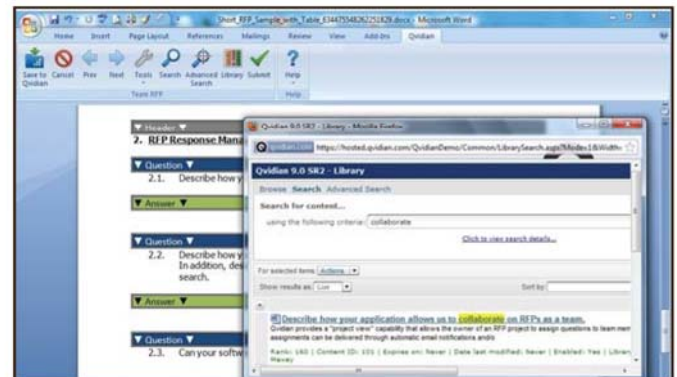 Short_RFP_Sample_with_Table_634475548262251829.docx - Microsoft Word
Home Insert Page Layout References Mailings Review View Add-Ins Qvidian
Save to Qvidian Cancel Prev Next Tools Search Advanced Search Library Submit Help
Team RFP Help
▼ Header ▼
2. RFP Response Mana
▼ Question ▼
2.1. Describe how y
▼ Answer ▼
▼ Question ▼
2.2. Describe how y
In addition, des
search.
▼ Answer ▼
▼ Question ▼
2.3. Can your softw
Qvidian 9.0 SR2 - Library - Mozilla Firefox
qvidian.com https://hosted.qvidian.com/QvidianDemo/Common/LibrarySearch.aspx?Mode=1&Width=
Qvidian 9.0 SR2 - Library
Browse Search Advanced Search
Search for content...
using the following criteria: collaborate
Click to view search details...
For selected items: Actions
Show results as: List Sort by:
Describe how your application allows us to collaborate on RFPs as a team.
Qvidian provides a "project view" capability that allows the owner of an RFP project to assign questions to team mem
assignments can be delivered through automatic email notifications and/o
Rank: 160 | Content ID: 101 | Expires on: Never | Date last modified: Never | Enabled: Yes | Library